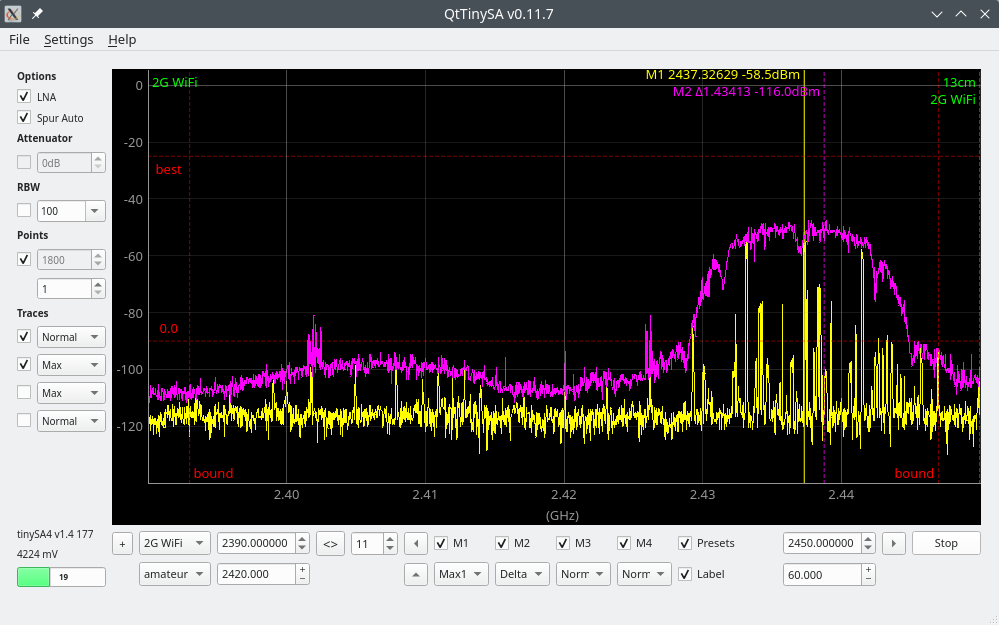 QtTinySA v0.11.7
File Settings Help
Options
LNA
Spur Auto
Attenuator
0dB
RBW
100
Points
1800
1
Traces
Normal
Max
Max
Normal
tinySA4 v1.4 177
4224 mV
19
M1 2437.32629 -58.5dBm
2G WiFi
13cm
M2 Δ1.43413 -116.0dBm
2G WiFi
0
-20
best
-40
-60
-80
0.0
-100
-120
bound
bound
2.40 2.41 2.42 2.43 2.44
(GHz)
+ 2G WiFi 2390.000000 <> 11 M1 M2 M3 M4 Presets 2450.000000 Stop
amateur 2420.000 Max1 Delta Norm Norm Label 60.000